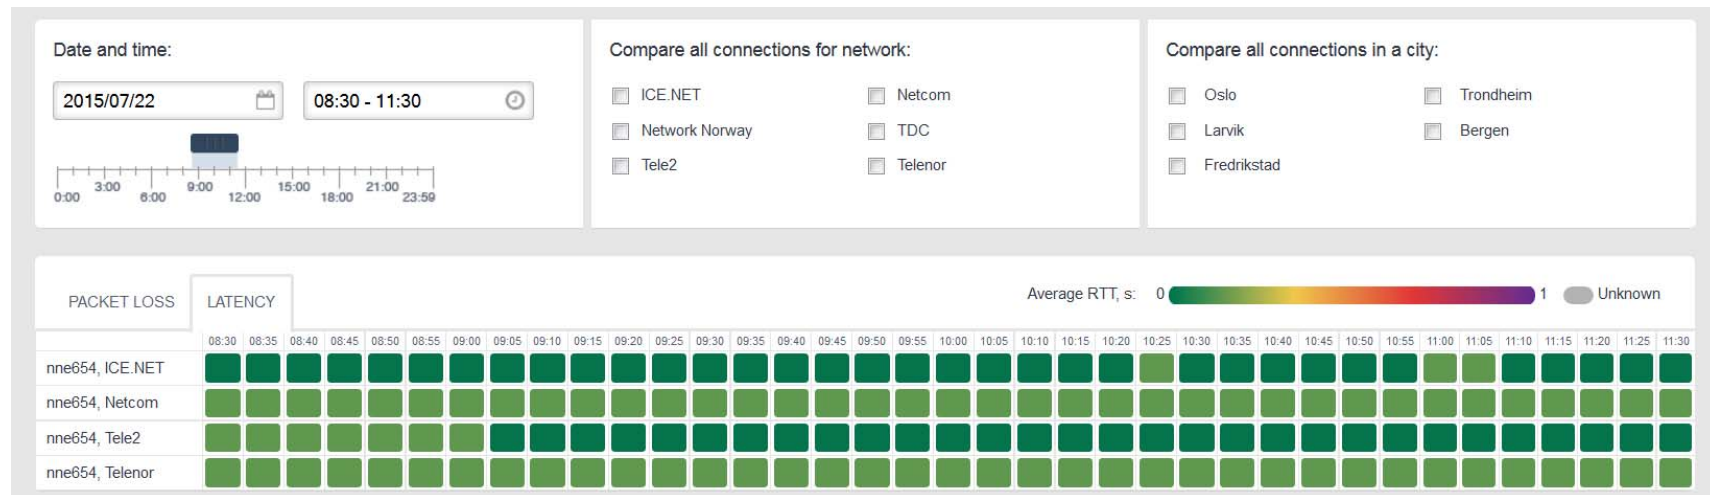 Date and time:
2015/07/22
08:30 - 11:30
0:00 3:00 6:00 9:00 12:00 15:00 18:00 21:00 23:59
Compare all connections for network:
ICE.NET Netcom
Network Norway TDC
Tele2 Telenor
Compare all connections in a city:
Oslo Trondheim
Larvik Bergen
Fredrikstad
PACKET LOSS LATENCY
Average RTT, s: 0 1 Unknown
08:30 08:35 08:40 08:45 08:50 08:55 09:00 09:05 09:10 09:15 09:20 09:25 09:30 09:35 09:40 09:45 09:50 09:55 10:00 10:05 10:10 10:15 10:20 10:25 10:30 10:35 10:40 10:45 10:50 10:55 11:00 11:05 11:10 11:15 11:20 11:25 11:30
nne654, ICE.NET
nne654, Netcom
nne654, Tele2
nne654, Telenor